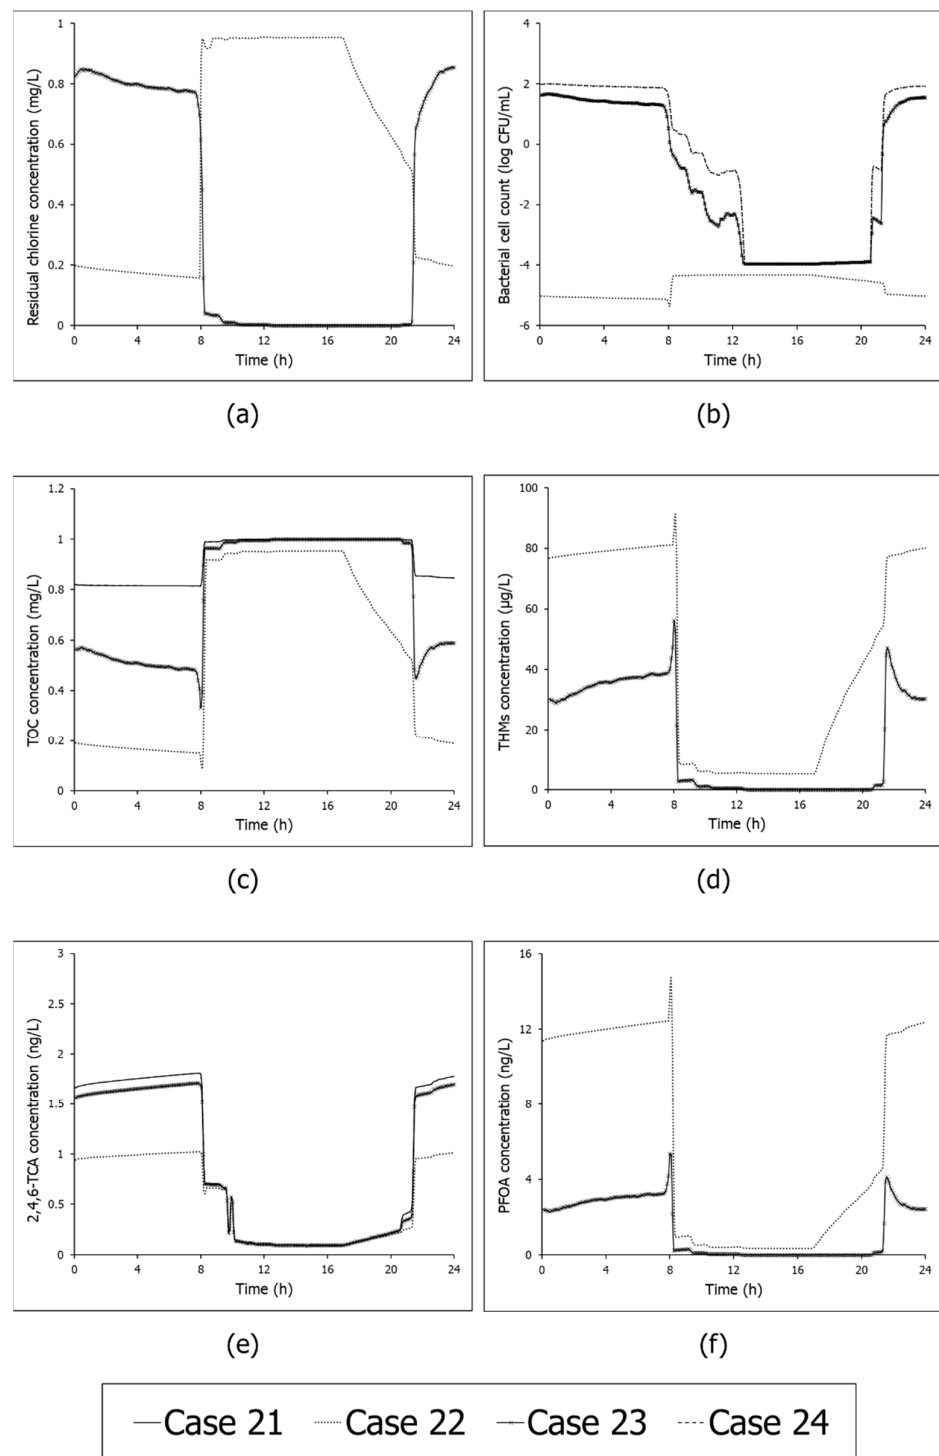 Residual chlorine concentration (mg/L)
1
0.8
0.6
0.4
0.2
0
0 4 8 12 16 20 24
Time (h)
(a)
Bacterial cell count (log CFU/mL)
4
2
0
-2
-4
-6
0 4 8 12 16 20 24
Time (h)
(b)
TOC concentration (mg/L)
1.2
1
0.8
0.6
0.4
0.2
0
0 4 8 12 16 20 24
Time (h)
(c)
THMs concentration (μg/L)
100
80
60
40
20
0
0 4 8 12 16 20 24
Time (h)
(d)
2,4,6-TCA concentration (ng/L)
3
2.5
2
1.5
1
0.5
0
0 4 8 12 16 20 24
Time (h)
(e)
PFOA concentration (ng/L)
16
12
8
4
0
0 4 8 12 16 20 24
Time (h)
(f)
Case 21 Case 22 Case 23 Case 24